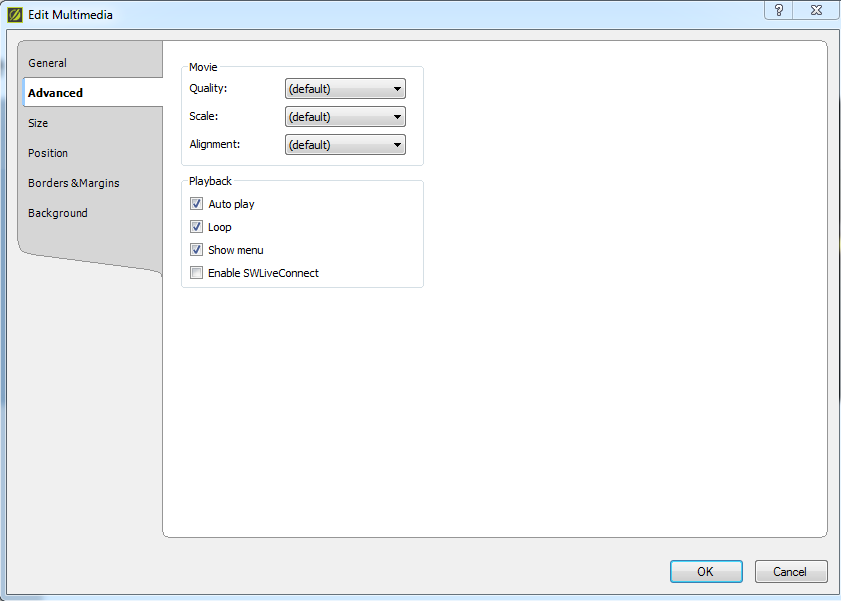 Edit Multimedia
?
General
Advanced
Size
Position
Borders &Margins
Background
Movie
Quality: (default)
Scale: (default)
Alignment: (default)
Playback
Auto play
Loop
Show menu
Enable SWLiveConnect
OK Cancel